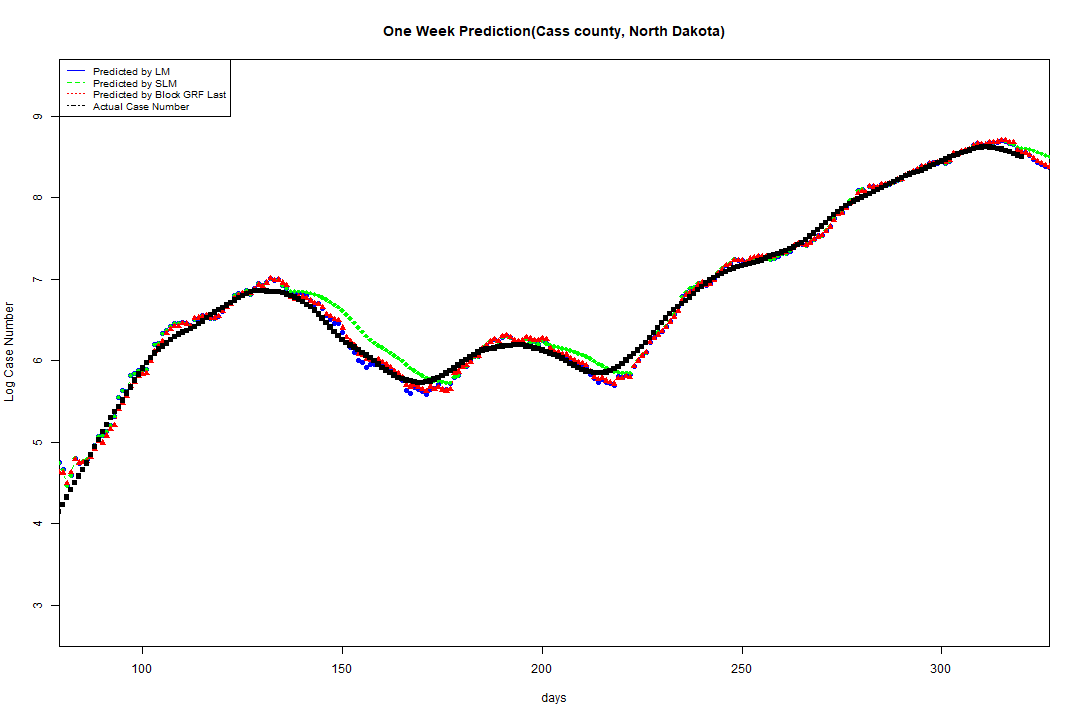 One Week Prediction(Cass county, North Dakota)
Predicted by LM
Predicted by SLM
Predicted by Block GRF Last
Actual Case Number
9
8
7
6
5
4
3
Log Case Number
100 150 200 250 300
days